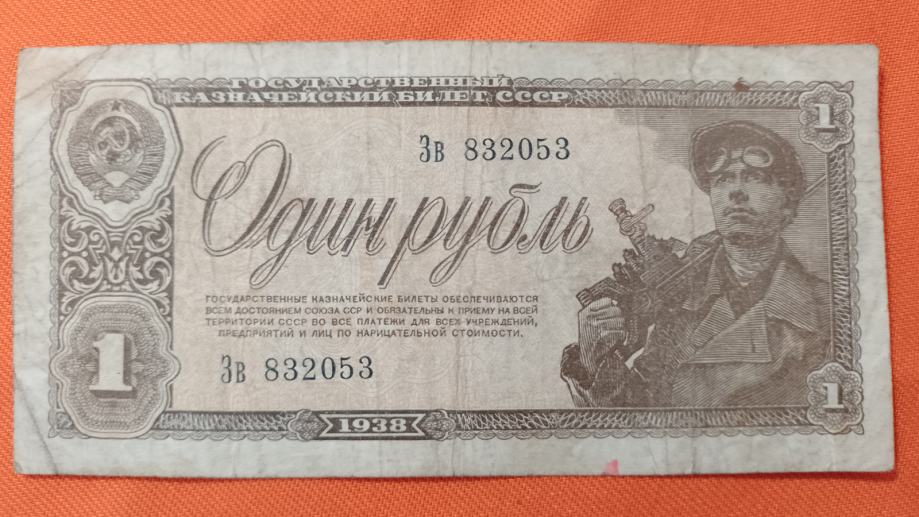 ГОСУДАРСТВЕННЫЙ
КАЗНАЧЕЙСКИЙ БИЛЕТ СССР
1
Зв 832053
Один рубль
ГОСУДАРСТВЕННЫЕ КАЗНАЧЕЙСКИЕ БИЛЕТЫ ОБЕСПЕЧИВАЮТСЯ
ВСЕМ ДОСТОЯНИЕМ СОЮЗА ССР И ОБЯЗАТЕЛЬНЫ К ПРИЕМУ НА ВСЕЙ
ТЕРРИТОРИИ СССР ВО ВСЕ ПЛАТЕЖИ ДЛЯ ВСЕХ УЧРЕЖДЕНИЙ,
ПРЕДПРИЯТИЙ И ЛИЦ ПО НАРИЦАТЕЛЬНОЙ СТОИМОСТИ.
1
Зв 832053
1
1938